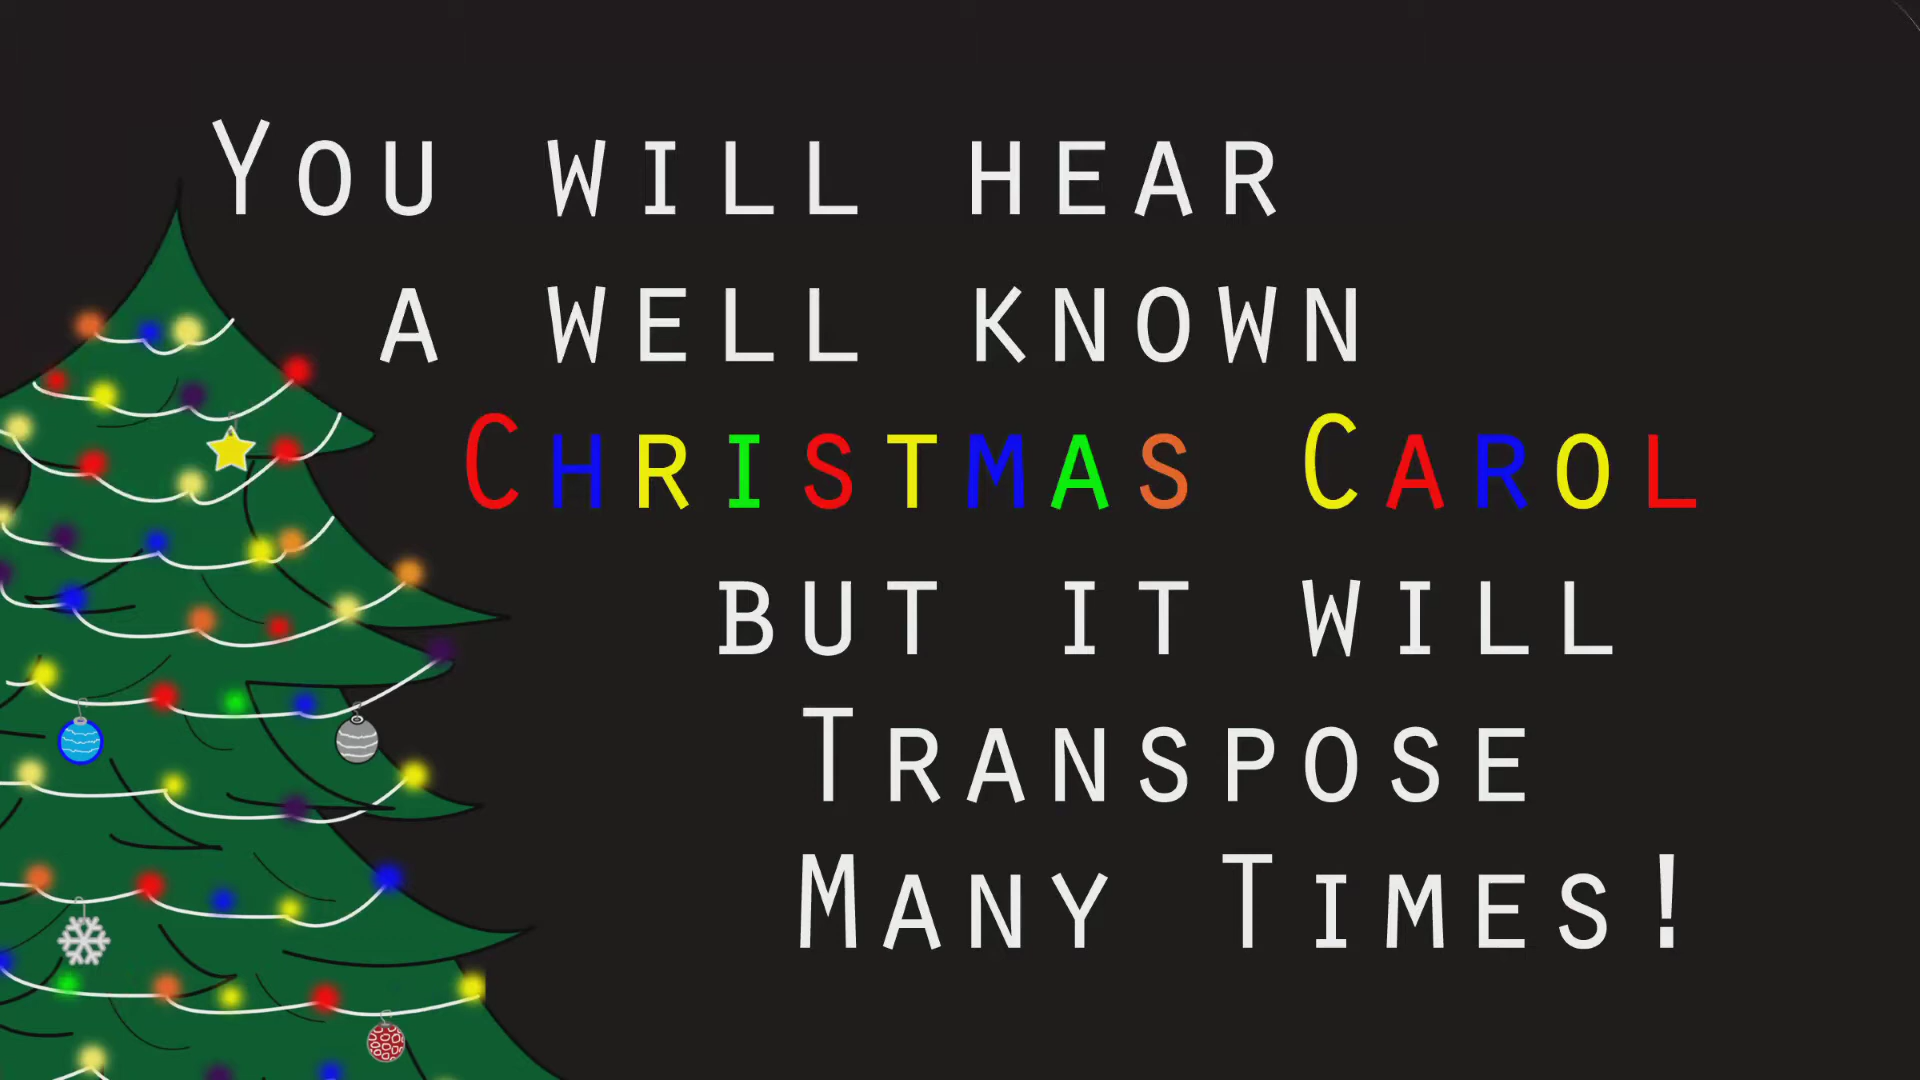 You will hear
a well known
Christmas Carol
but it will
Transpose
Many Times!